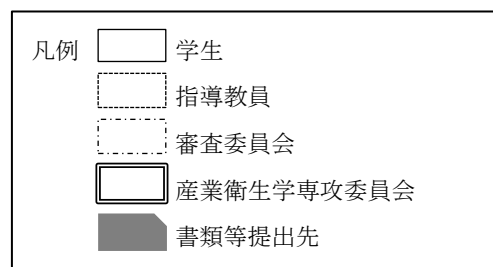 凡例 学生
指導教員
審査委員会
産業衛生学専攻委員会
書類等提出先